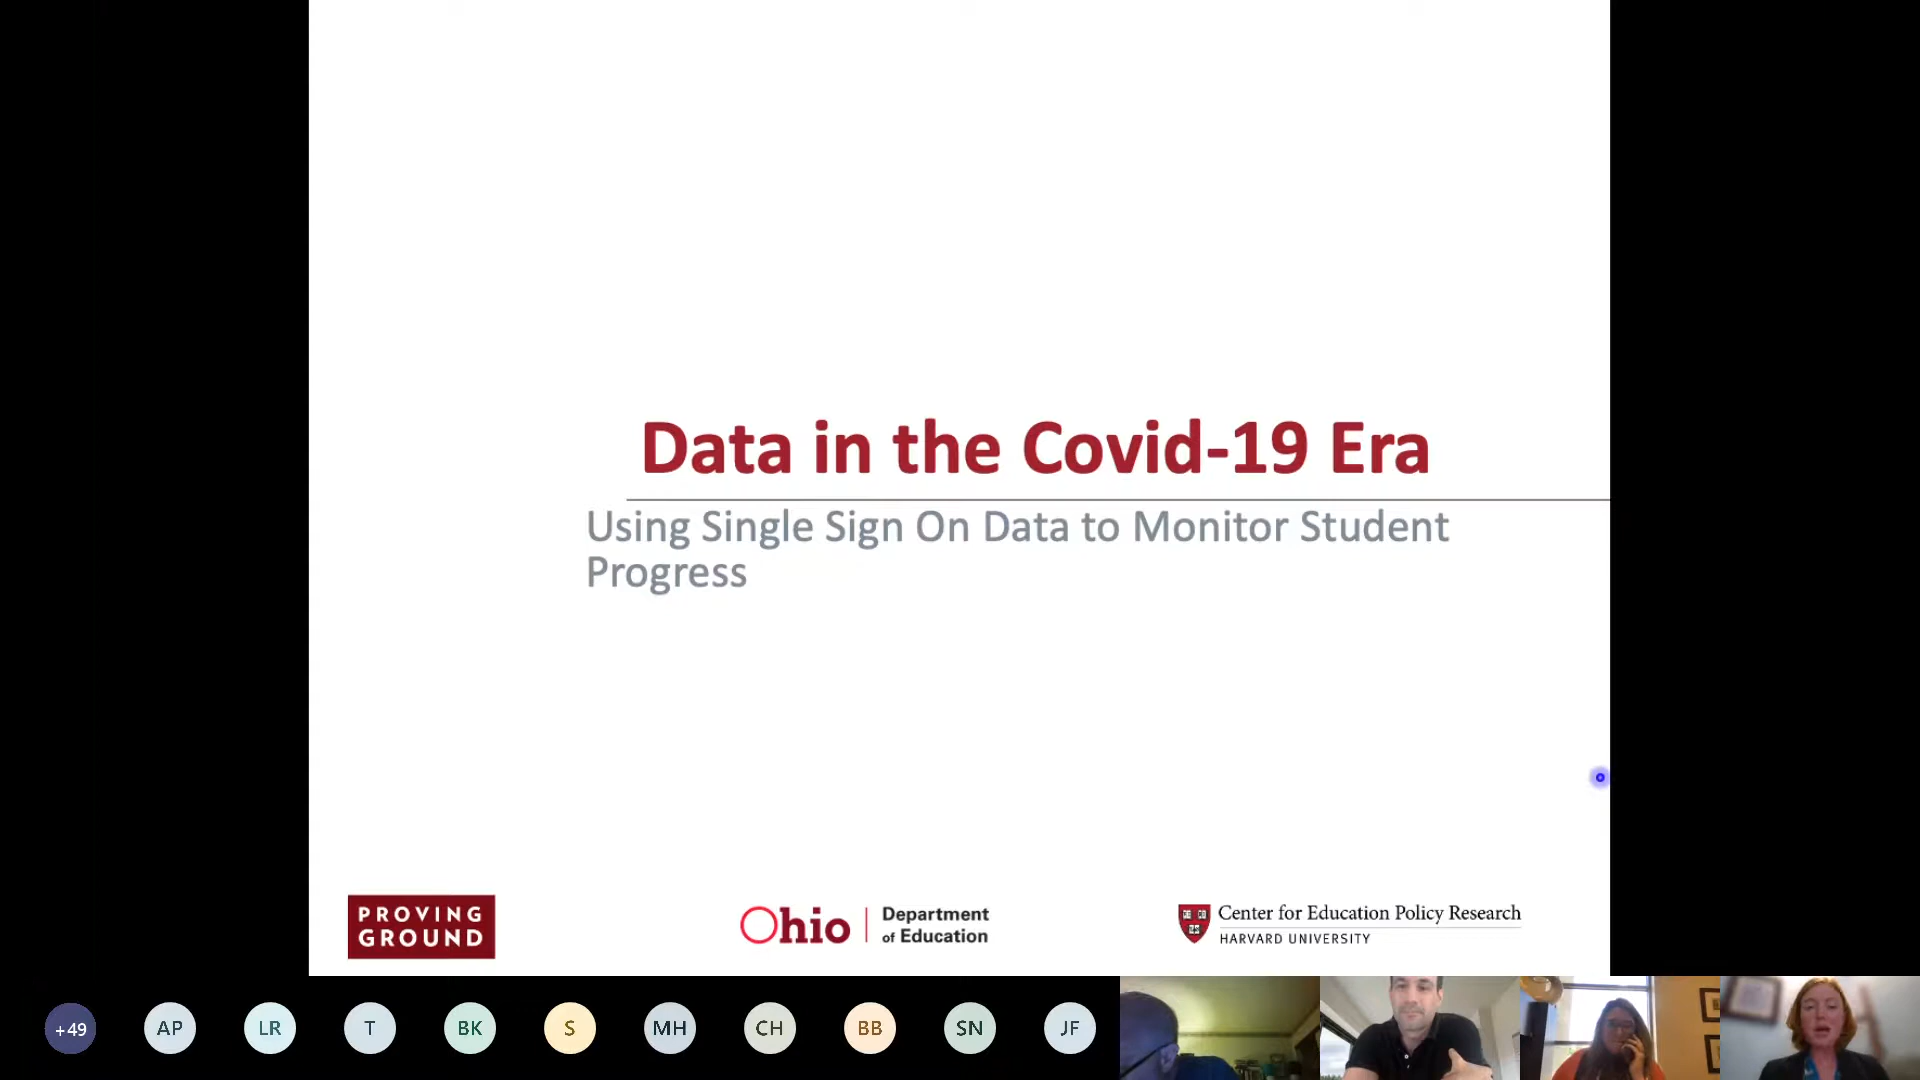 Data in the Covid-19 Era
Using Single Sign On Data to Monitor Student
Progress
PROVING
GROUND
Ohio
Department
of Education
Center for Education Policy Research
HARVARD UNIVERSITY
+49
AP
LR
T
BK
S
MH
CH
BB
SN
JF